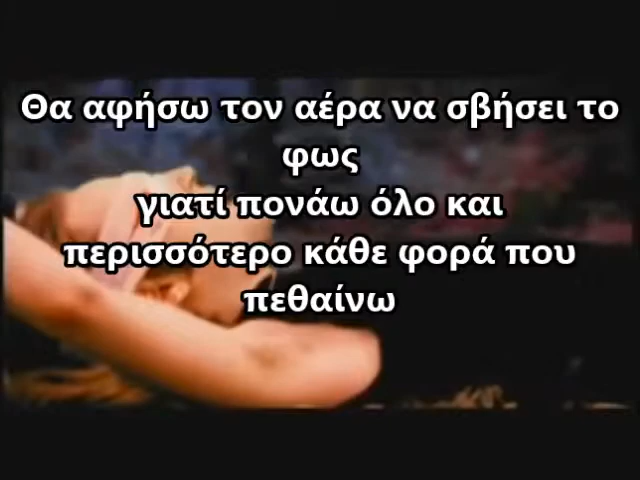 Θα αφήσω τον αέρα να σβήσει το
φως
γιατί πονάω όλο και
περισσότερο κάθε φορά που
πεθαίνω